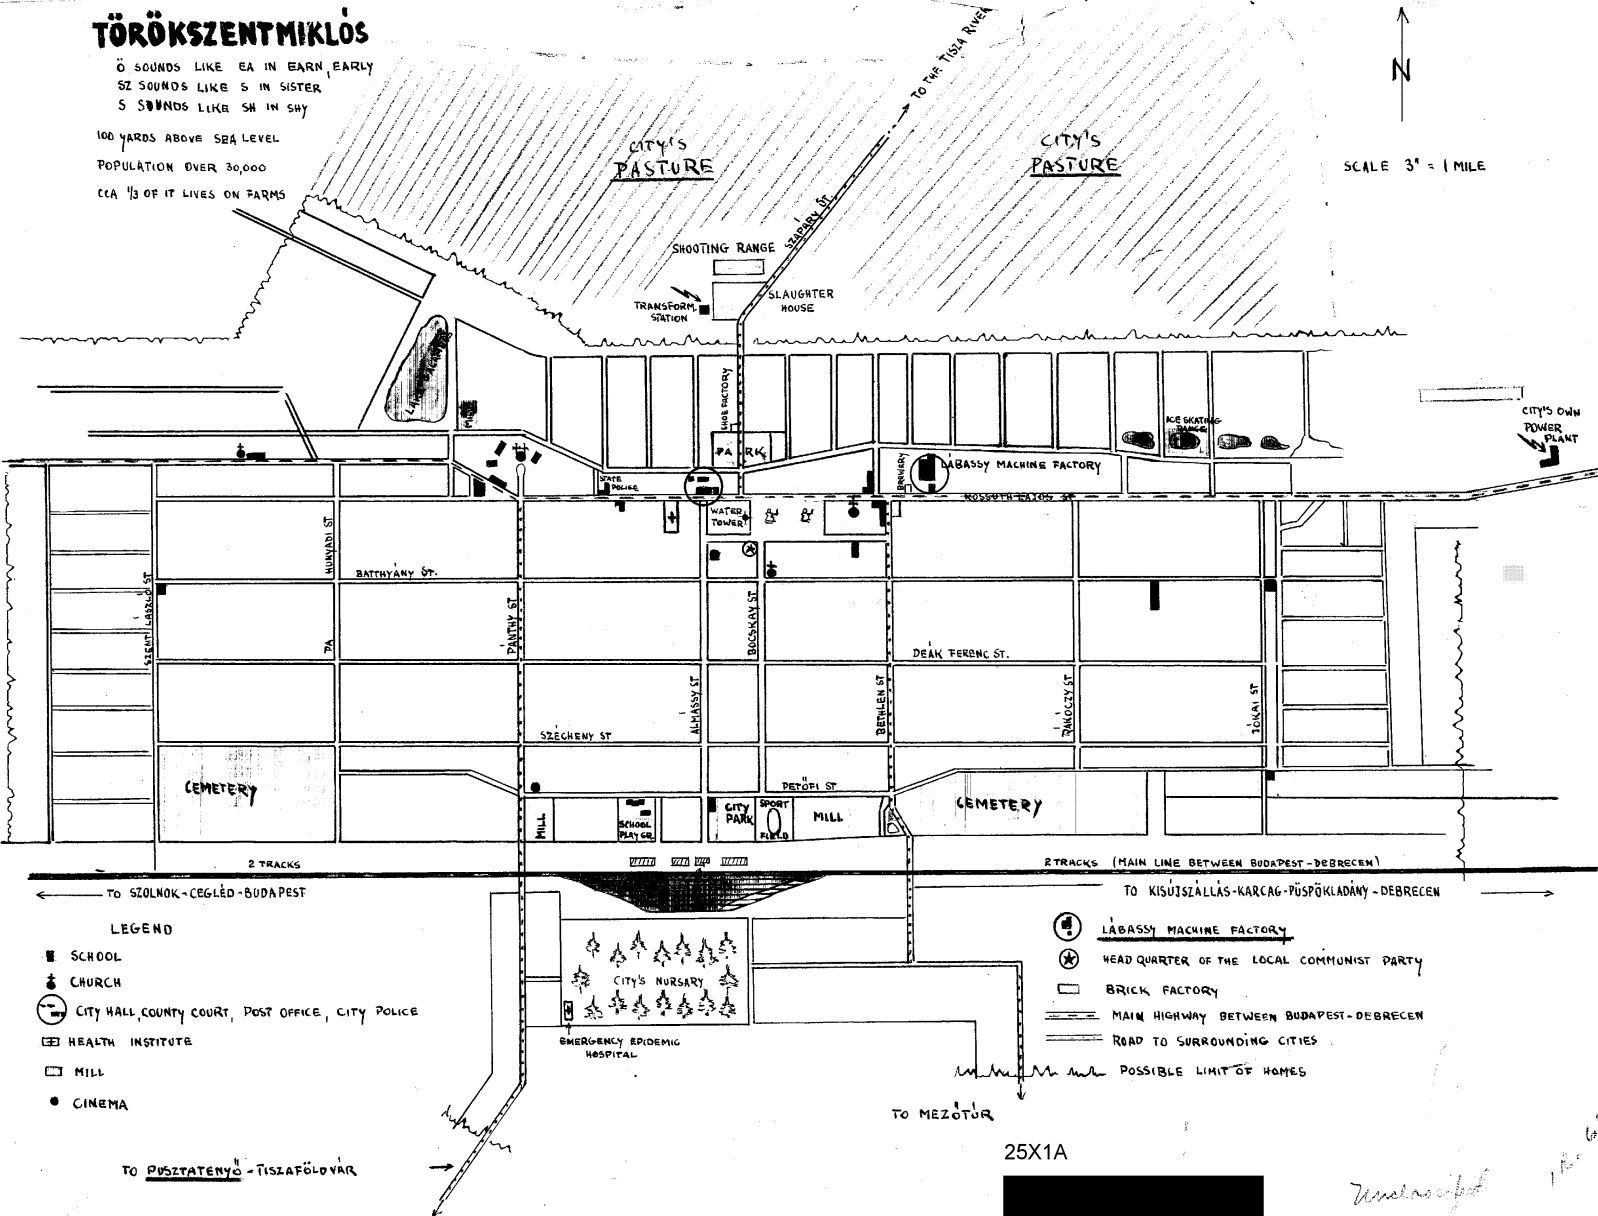 TÖRÖKSZENTMIKLÓS
Ö SOUNDS LIKE EA IN EARN, EARLY
SZ SOUNDS LIKE S IN SISTER
S SOUNDS LIKE SH IN SHY
100 YARDS ABOVE SEA LEVEL
POPULATION OVER 30,000
CCA 1/3 OF IT LIVES ON FARMS
TO THE TISZA RIVER
N
SCALE 3" = 1 MILE
CITY'S
PASTURE
CITY'S
PASTURE
SZAPÁRY ÚT.
SHOOTING RANGE
SLAUGHTER
HOUSE
TRANSFORM.
STATION
LAKE
MILL
SHOE FACTORY
PARK
ICE SKATING
RANGE
CITY'S OWN
POWER
PLANT
STATE
POLICE
BREWERY
LÁBASSY MACHINE FACTORY
KOSSUTH LAJOS ST
WATER
TOWER
HUNYADI ST
BATTHYÁNY ST.
SZENT LÁSZLÓ ST
PA
PÁNTHY ST
BOCSKAY ST
DEÁK FERENC ST.
ÁLMASSY ST
BETHLEN ST
RÁKÓCZY ST
JÓKAI ST
SZÉCHENY ST
PETŐFI ST
CEMETERY
MILL
SCHOOL
PLAY GR.
CITY
PARK
SPORT
FIELD
MILL
CEMETERY
2 TRACKS
2 TRACKS (MAIN LINE BETWEEN BUDAPEST-DEBRECEN)
TO SZOLNOK-CEGLÉD-BUDAPEST
TO KISÚJSZÁLLÁS-KARCAG-PÜSPÖKLADÁNY-DEBRECEN
LEGEND
SCHOOL
CHURCH
CITY HALL, COUNTY COURT, POST OFFICE, CITY POLICE
HEALTH INSTITUTE
MILL
CINEMA
CITY'S NURSARY
EMERGENCY EPIDEMIC
HOSPITAL
LÁBASSY MACHINE FACTORY
HEAD QUARTER OF THE LOCAL COMMUNIST PARTY
BRICK FACTORY
MAIN HIGHWAY BETWEEN BUDAPEST-DEBRECEN
ROAD TO SURROUNDING CITIES
POSSIBLE LIMIT OF HOMES
TO MEZŐTÚR
TO PUSZTATENYŐ-TISZAFÖLDVÁR
25X1A